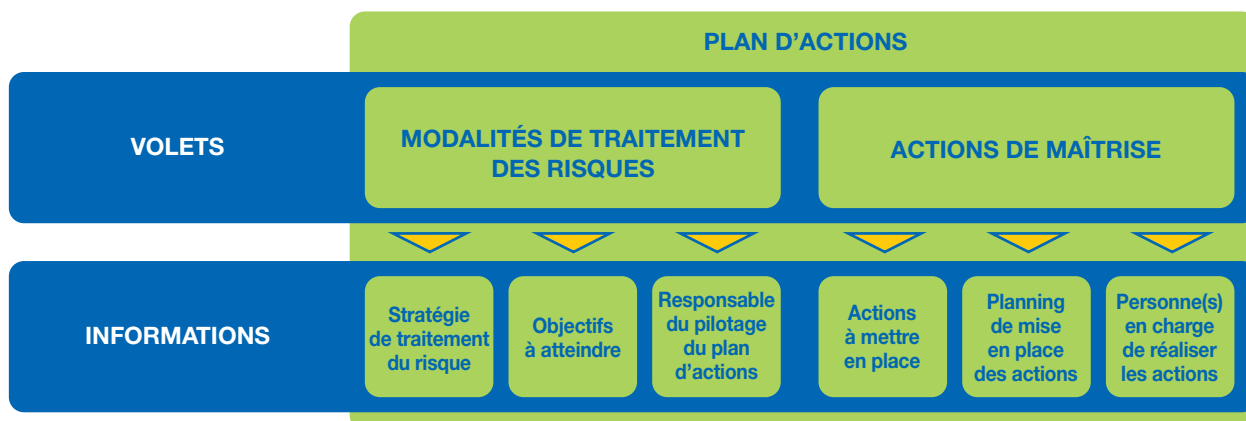 PLAN D’ACTIONS
VOLETS
MODALITÉS DE TRAITEMENT
DES RISQUES
ACTIONS DE MAÎTRISE
INFORMATIONS
Stratégie
de traitement
du risque
Objectifs
à atteindre
Responsable
du pilotage
du plan
d’actions
Actions
à mettre
en place
Planning
de mise
en place
des actions
Personne(s)
en charge
de réaliser
les actions